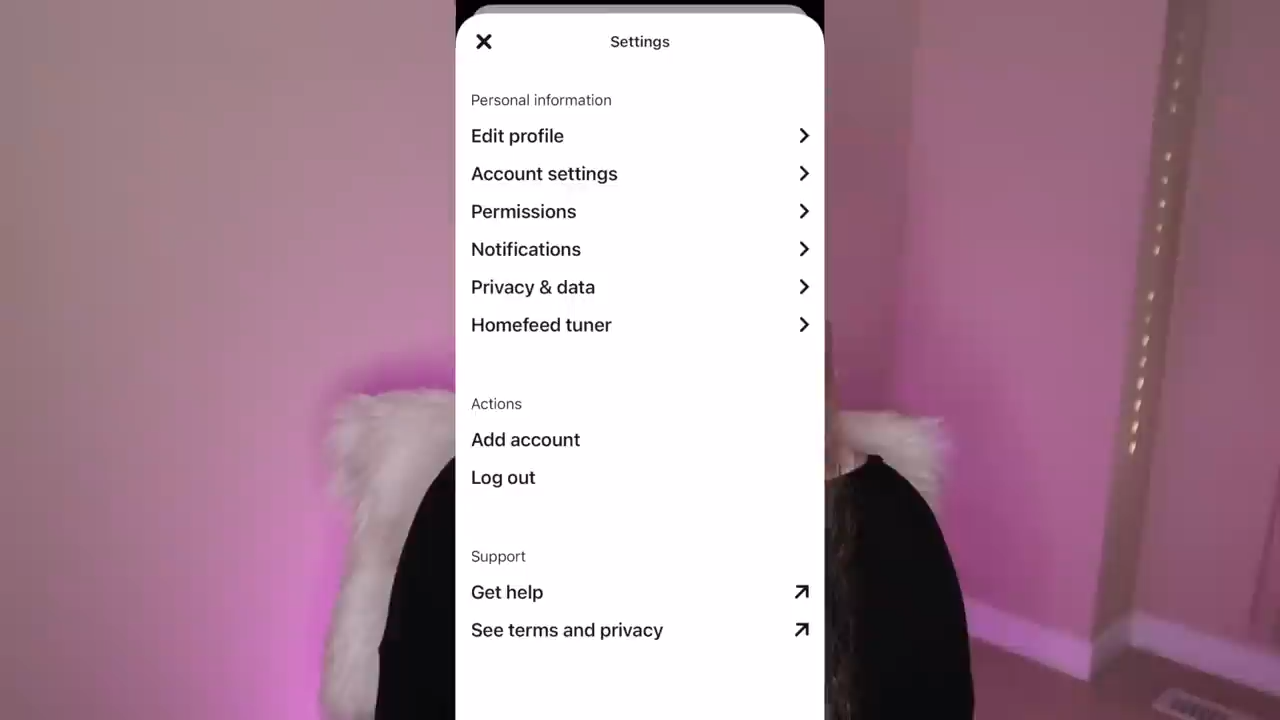 Settings
Personal information
Edit profile
Account settings
Permissions
Notifications
Privacy & data
Homefeed tuner
Actions
Add account
Log out
Support
Get help
See terms and privacy